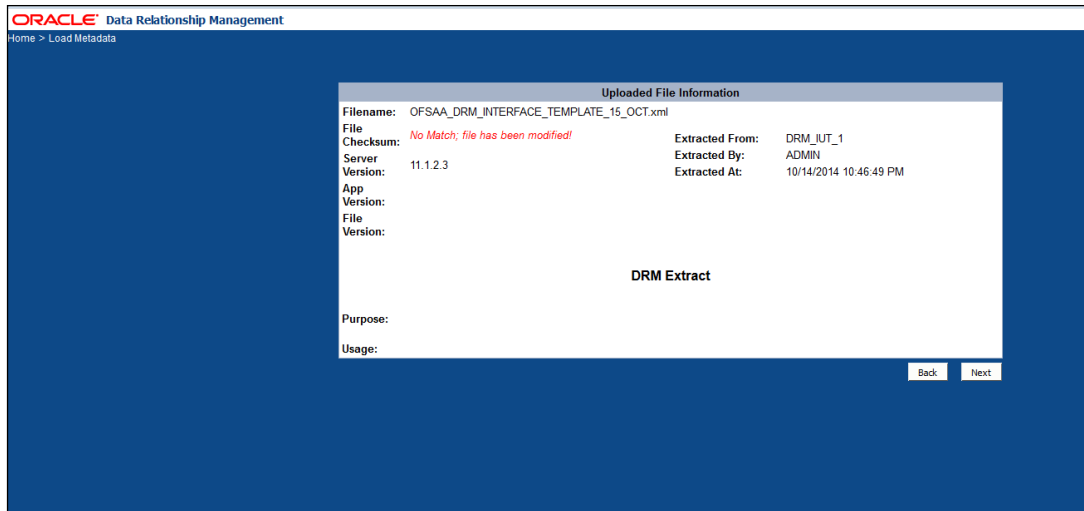 ORACLE Data Relationship Management
Home > Load Metadata
Uploaded File Information
Filename: OFSAA_DRM_INTERFACE_TEMPLATE_15_OCT.xml
File Checksum: No Match; file has been modified!
Extracted From: DRM_IUT_1
Server Version: 11.1.2.3
Extracted By: ADMIN
Extracted At: 10/14/2014 10:46:49 PM
App Version:
File Version:
DRM Extract
Purpose:
Usage:
Back Next